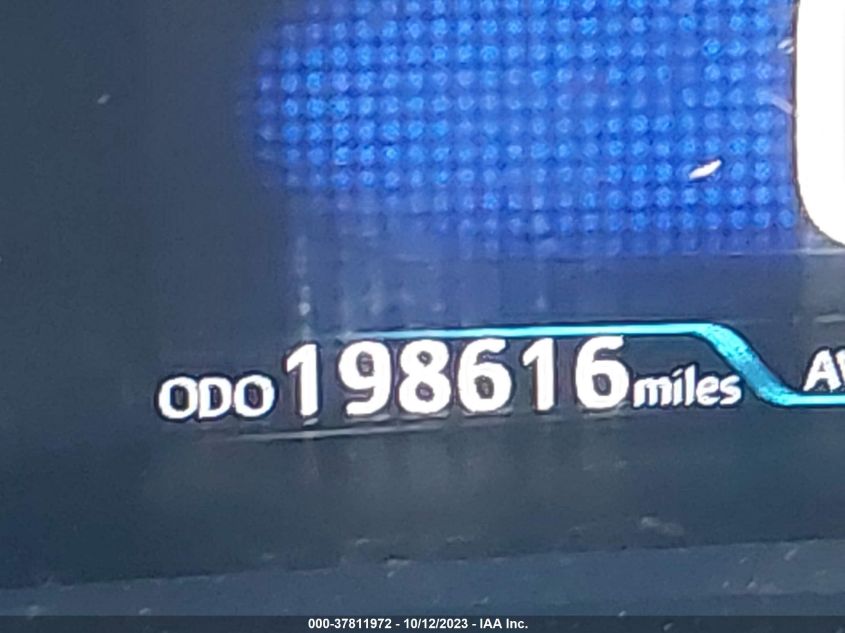 ODO 198616 miles
000-37811972 - 10/12/2023 - IAA Inc.